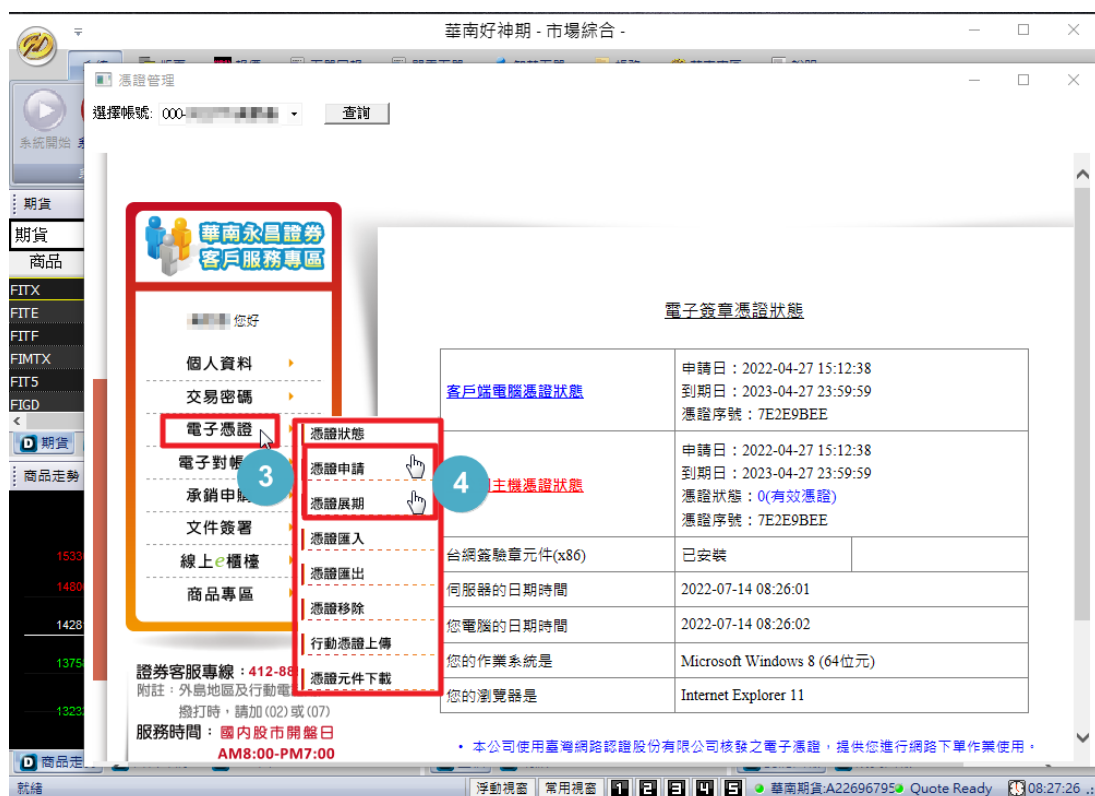 華南好神期 - 市場綜合 -
憑證管理
選擇帳號: 000-
查詢
系統開始
期貨
期貨
商品
FITX
FITE
FITF
FIMTX
FIT5
FIGD
期貨
商品走勢
1428
華南永昌證券
客戶服務專區
您好
個人資料
交易密碼
電子憑證
電子對帳
承銷申購
文件簽署
線上e櫃檯
商品專區
3
憑證狀態
憑證申請
憑證展期
憑證匯入
憑證匯出
憑證移除
行動憑證上傳
憑證元件下載
4
證券客服專線：412-88
附註：外島地區及行動電
撥打時，請加(02)或(07)
服務時間：國內股市開盤日
AM8:00-PM7:00
電子簽章憑證狀態
客戶端電腦憑證狀態
申請日：2022-04-27 15:12:38
到期日：2023-04-27 23:59:59
憑證序號：7E2E9BEE
主機憑證狀態
申請日：2022-04-27 15:12:38
到期日：2023-04-27 23:59:59
憑證狀態：0(有效憑證)
憑證序號：7E2E9BEE
台網簽驗章元件(x86)
已安裝
伺服器的日期時間
2022-07-14 08:26:01
您電腦的日期時間
2022-07-14 08:26:02
您的作業系統是
Microsoft Windows 8 (64位元)
您的瀏覽器是
Internet Explorer 11
• 本公司使用臺灣網路認證股份有限公司核發之電子憑證，提供您進行網路下單作業使用。
商品走
就緒
浮動視窗
常用視窗
1 2 3 4 5
華南期貨:A22696795
Quote Ready
08:27:26